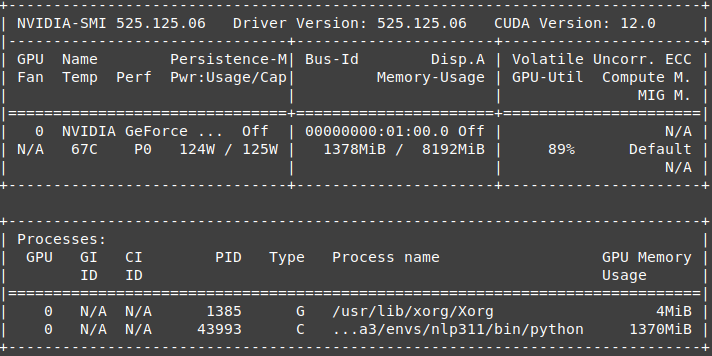 +-----------------------------------------------------------------------------+
| NVIDIA-SMI 525.125.06   Driver Version: 525.125.06   CUDA Version: 12.0     |
|-------------------------------+----------------------+----------------------+
| GPU  Name        Persistence-M| Bus-Id        Disp.A | Volatile Uncorr. ECC |
| Fan  Temp  Perf  Pwr:Usage/Cap|         Memory-Usage | GPU-Util  Compute M. |
|                               |                      |               MIG M. |
|===============================+======================+======================|
|   0  NVIDIA GeForce ...  Off  | 00000000:01:00.0 Off |                  N/A |
| N/A   67C    P0   124W / 125W |   1378MiB /  8192MiB |     89%      Default |
|                               |                      |                  N/A |
+-------------------------------+----------------------+----------------------+

+-----------------------------------------------------------------------------+
| Processes:                                                                  |
|  GPU   GI   CI        PID   Type   Process name                  GPU Memory |
|        ID   ID                                                   Usage      |
|=============================================================================|
|    0   N/A  N/A      1385      G   /usr/lib/xorg/Xorg                  4MiB |
|    0   N/A  N/A     43993      C   ...a3/envs/nlp311/bin/python     1370MiB |
+-----------------------------------------------------------------------------+